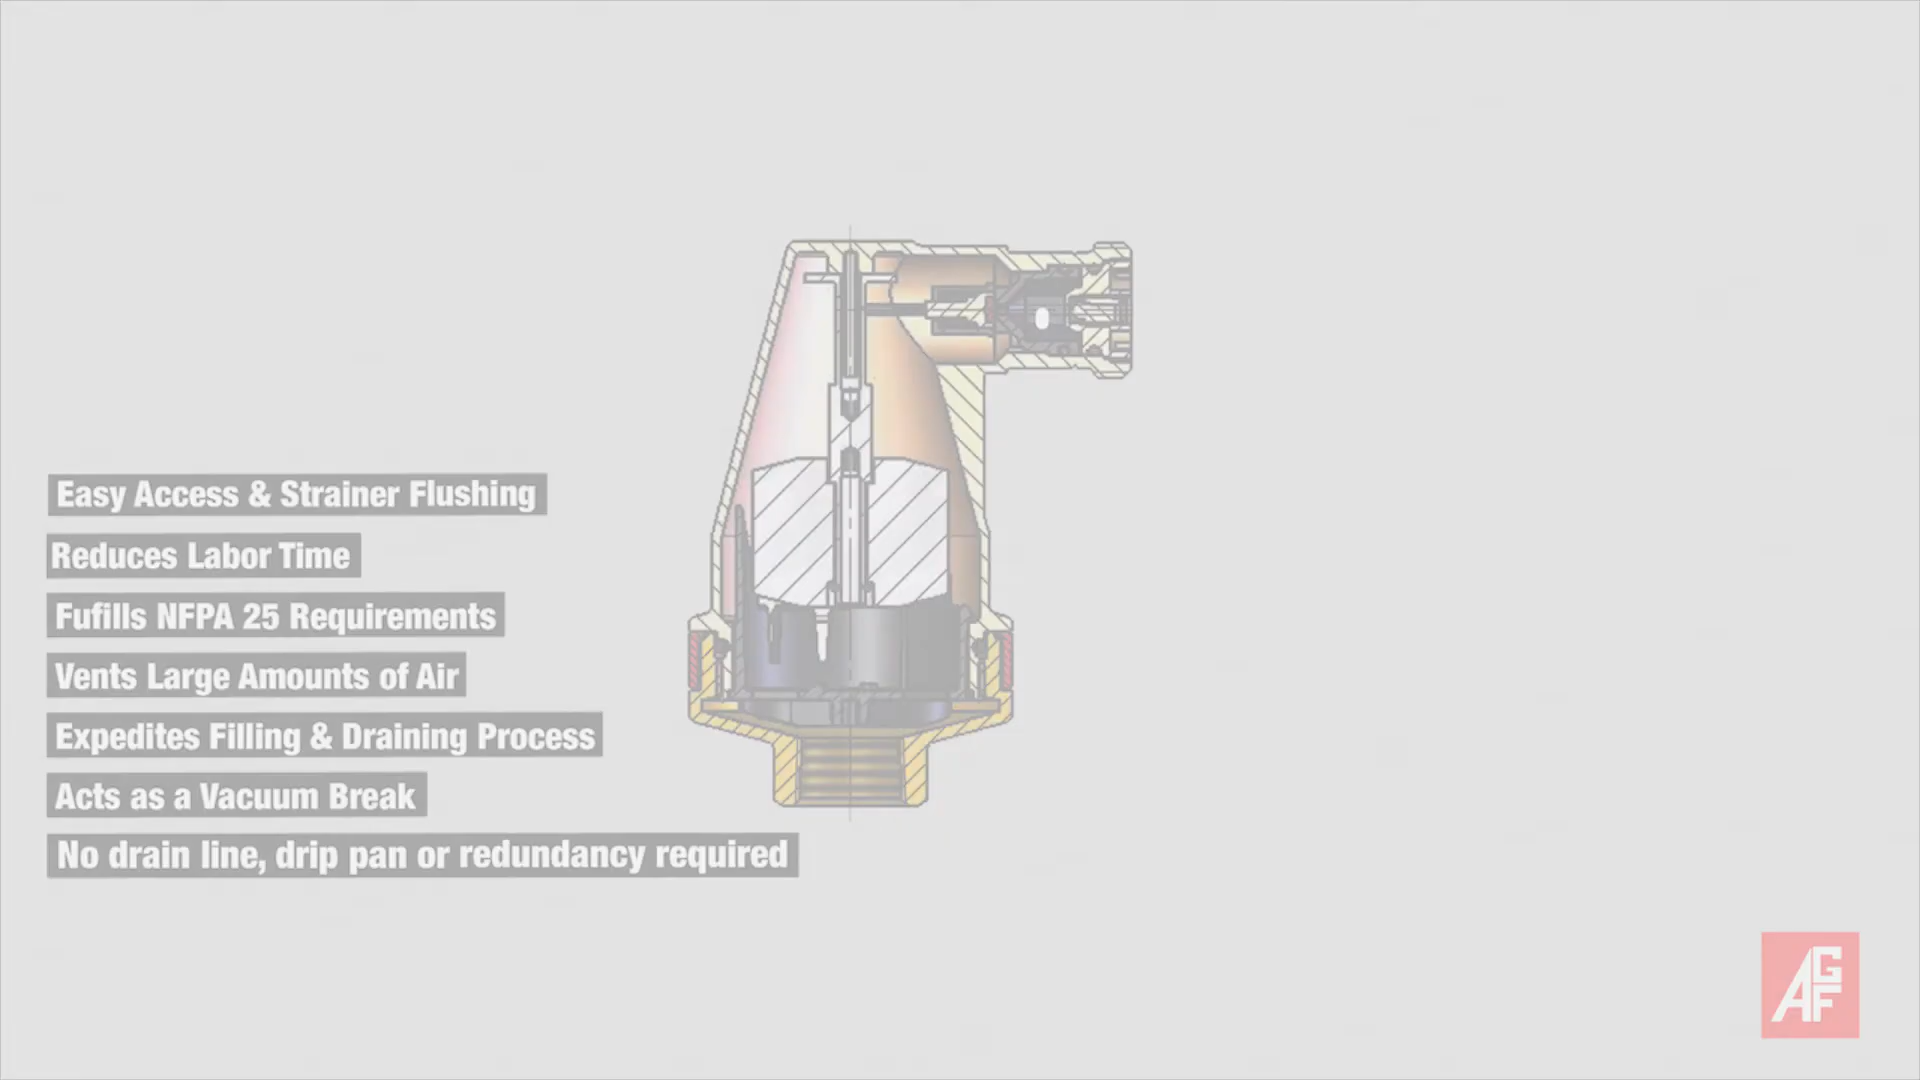 Easy Access & Strainer Flushing
Reduces Labor Time
Fufills NFPA 25 Requirements
Vents Large Amounts of Air
Expedites Filling & Draining Process
Acts as a Vacuum Break
No drain line, drip pan or redundancy required
AGF